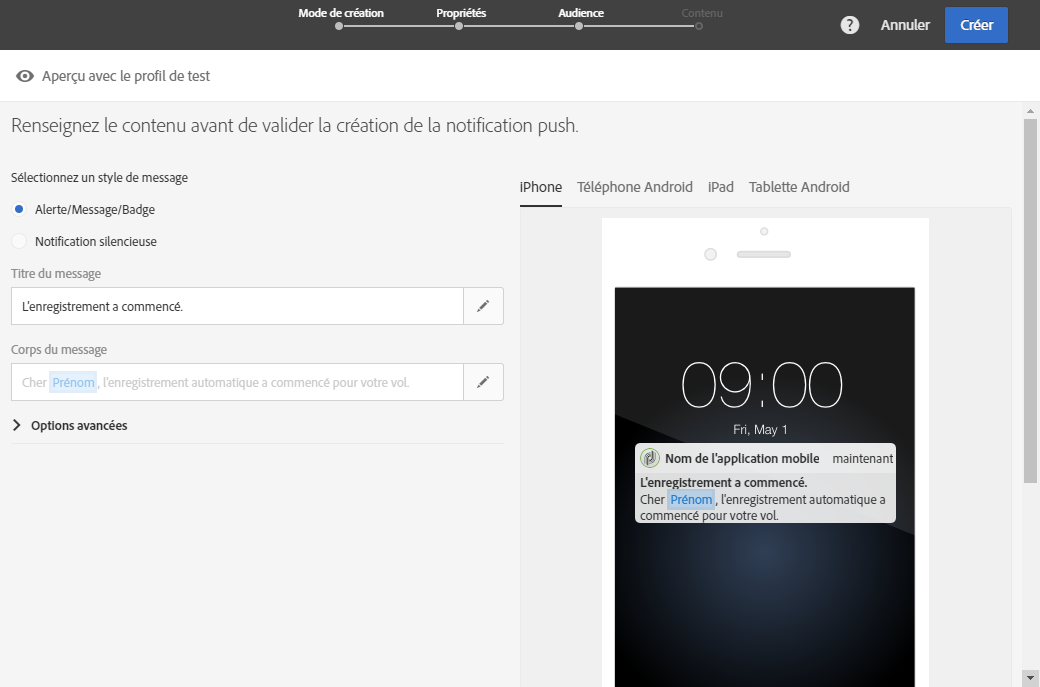 Mode de création
Propriétés
Audience
Contenu
?
Annuler
Créer
Aperçu avec le profil de test
Renseignez le contenu avant de valider la création de la notification push.
Sélectionnez un style de message
Alerte/Message/Badge
Notification silencieuse
Titre du message
L'enregistrement a commencé.
Corps du message
Cher Prénom, l'enregistrement automatique a commencé pour votre vol.
Options avancées
iPhone
Téléphone Android
iPad
Tablette Android
09:00
Fri, May 1
Nom de l'application mobile
maintenant
L'enregistrement a commencé.
Cher Prénom, l'enregistrement automatique a
commencé pour votre vol.